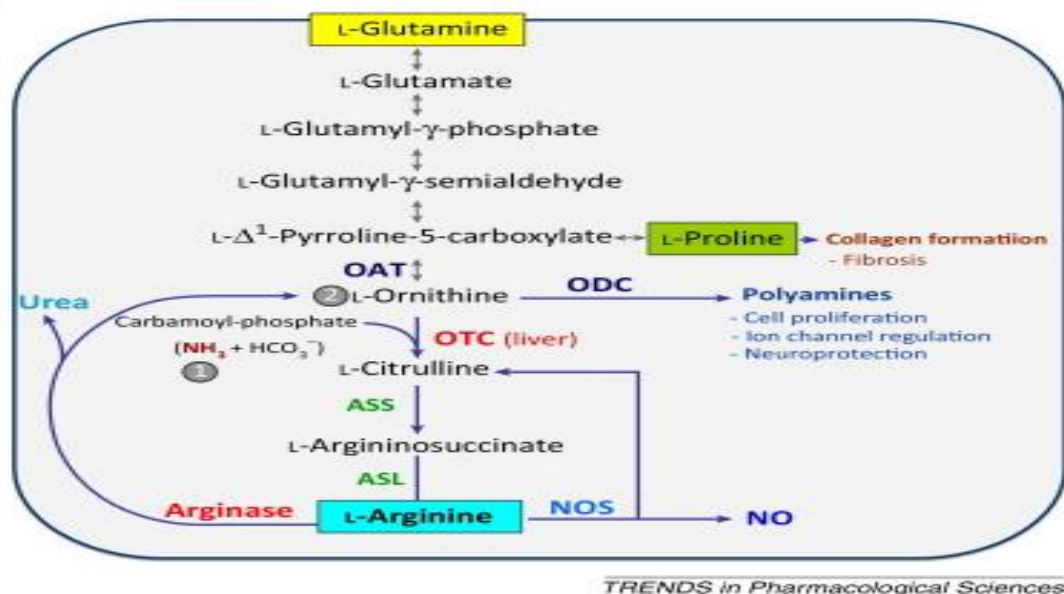 L-Glutamine
L-Glutamate
L-Glutamyl-γ-phosphate
L-Glutamyl-γ-semialdehyde
L-Δ¹-Pyrroline-5-carboxylate
L-Proline
Collagen formatiion
- Fibrosis
OAT
Urea
2
L-Ornithine
ODC
Polyamines
- Cell proliferation
- Ion channel regulation
- Neuroprotection
Carbamoyl-phosphate
(NH₃ + HCO₃⁻)
1
OTC (liver)
L-Citrulline
ASS
L-Argininosuccinate
ASL
Arginase
L-Arginine
NOS
NO
TRENDS in Pharmacological Sciences